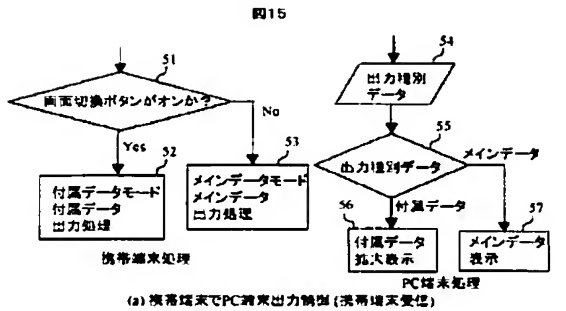 図15
51
画面切換ボタンがオンか?
Yes
No
52
付属データモード
付属データ
出力処理
53
メインデータモード
メインデータ
出力処理
携帯端末処理
54
出力種別
データ
55
出力種別データ
メインデータ
付属データ
56
付属データ
拡大表示
57
メインデータ
表示
PC端末処理
(a) 携帯端末でPC端末出力制御(携帯端末受信)